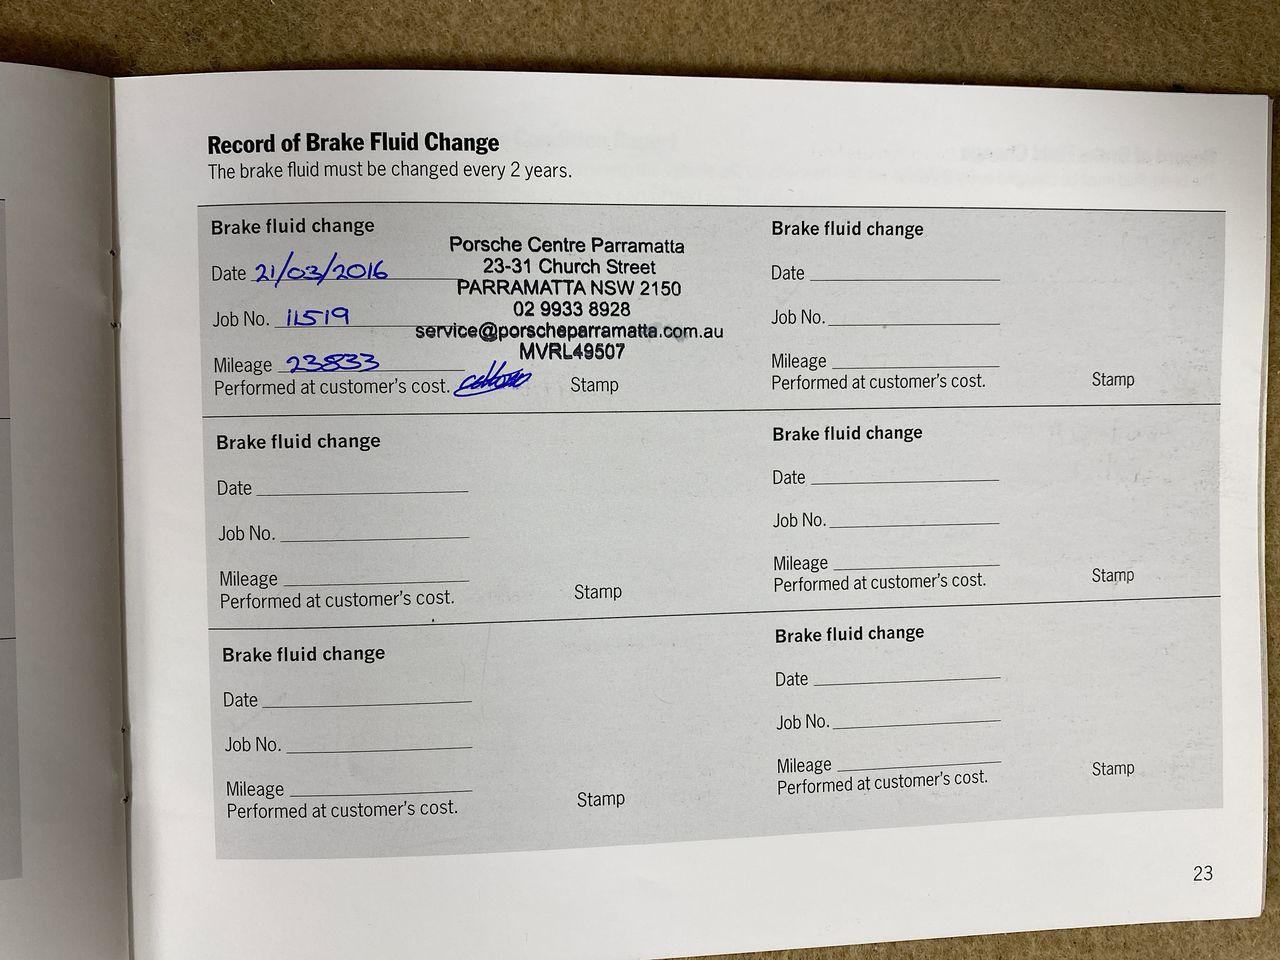 Record of Brake Fluid Change
The brake fluid must be changed every 2 years.
Brake fluid change
Date 21/03/2016
Job No. 11519
Mileage 23833
Performed at customer's cost.
Porsche Centre Parramatta
23-31 Church Street
PARRAMATTA NSW 2150
02 9933 8928
service@porscheparramatta.com.au
MVRL49507
Stamp
Brake fluid change
Date
Job No.
Mileage
Performed at customer's cost.
Stamp
Brake fluid change
Date
Job No.
Mileage
Performed at customer's cost.
Stamp
Brake fluid change
Date
Job No.
Mileage
Performed at customer's cost.
Stamp
Brake fluid change
Date
Job No.
Mileage
Performed at customer's cost.
Stamp
Brake fluid change
Date
Job No.
Mileage
Performed at customer's cost.
Stamp
23